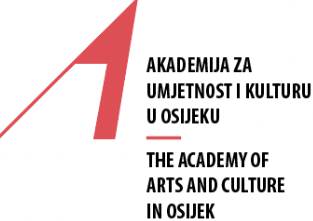 AKADEMIJA ZA
UMJETNOST I KULTURU
U OSIJEKU
THE ACADEMY OF
ARTS AND CULTURE
IN OSIJEK